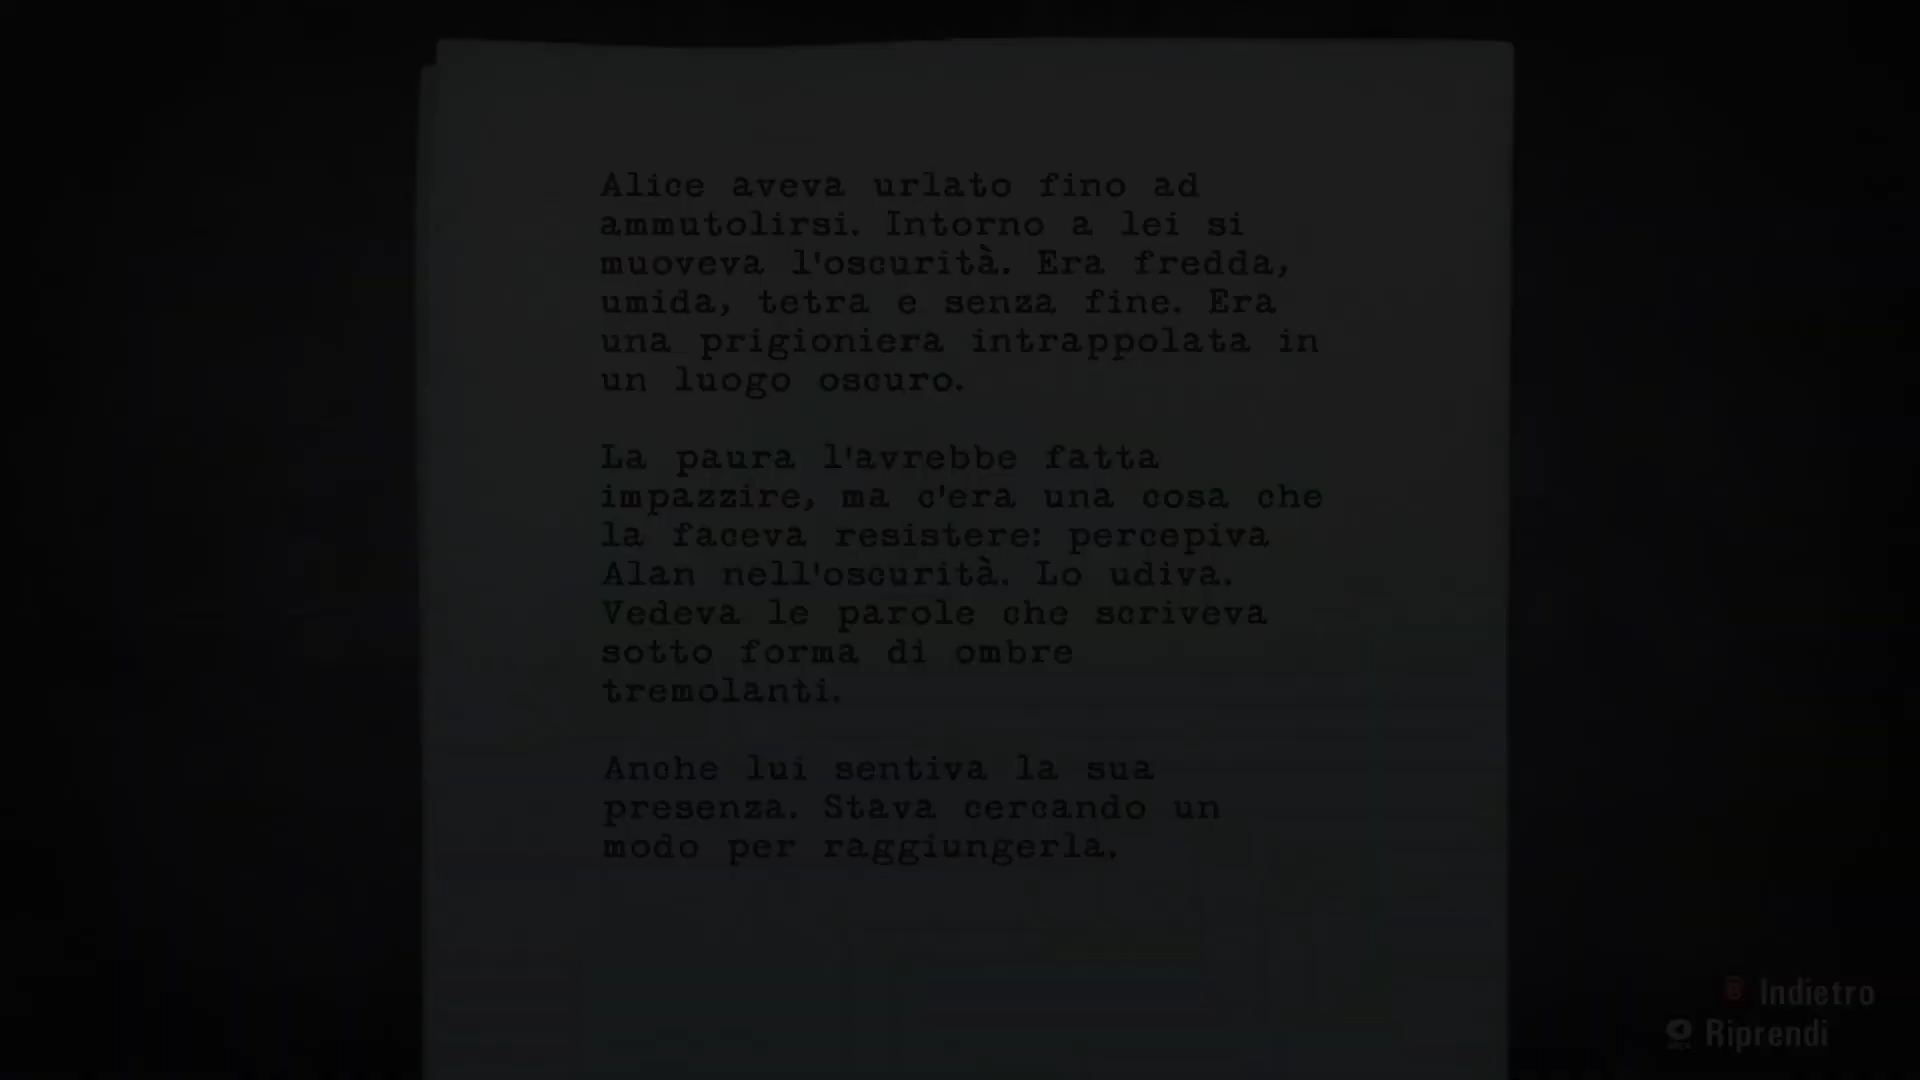 Alice aveva urlato fino ad
ammutolirsi. Intorno a lei si
muoveva l'oscurità. Era fredda,
umida, tetra e senza fine. Era
una prigioniera intrappolata in
un luogo oscuro.
La paura l'avrebbe fatta
impazzire, ma c'era una cosa che
la faceva resistere: percepiva
Alan nell'oscurità. Lo udiva.
Vedeva le parole che scriveva
sotto forma di ombre
tremolanti.
Anche lui sentiva la sua
presenza. Stava cercando un
modo per raggiungerla.
B Indietro
Riprendi